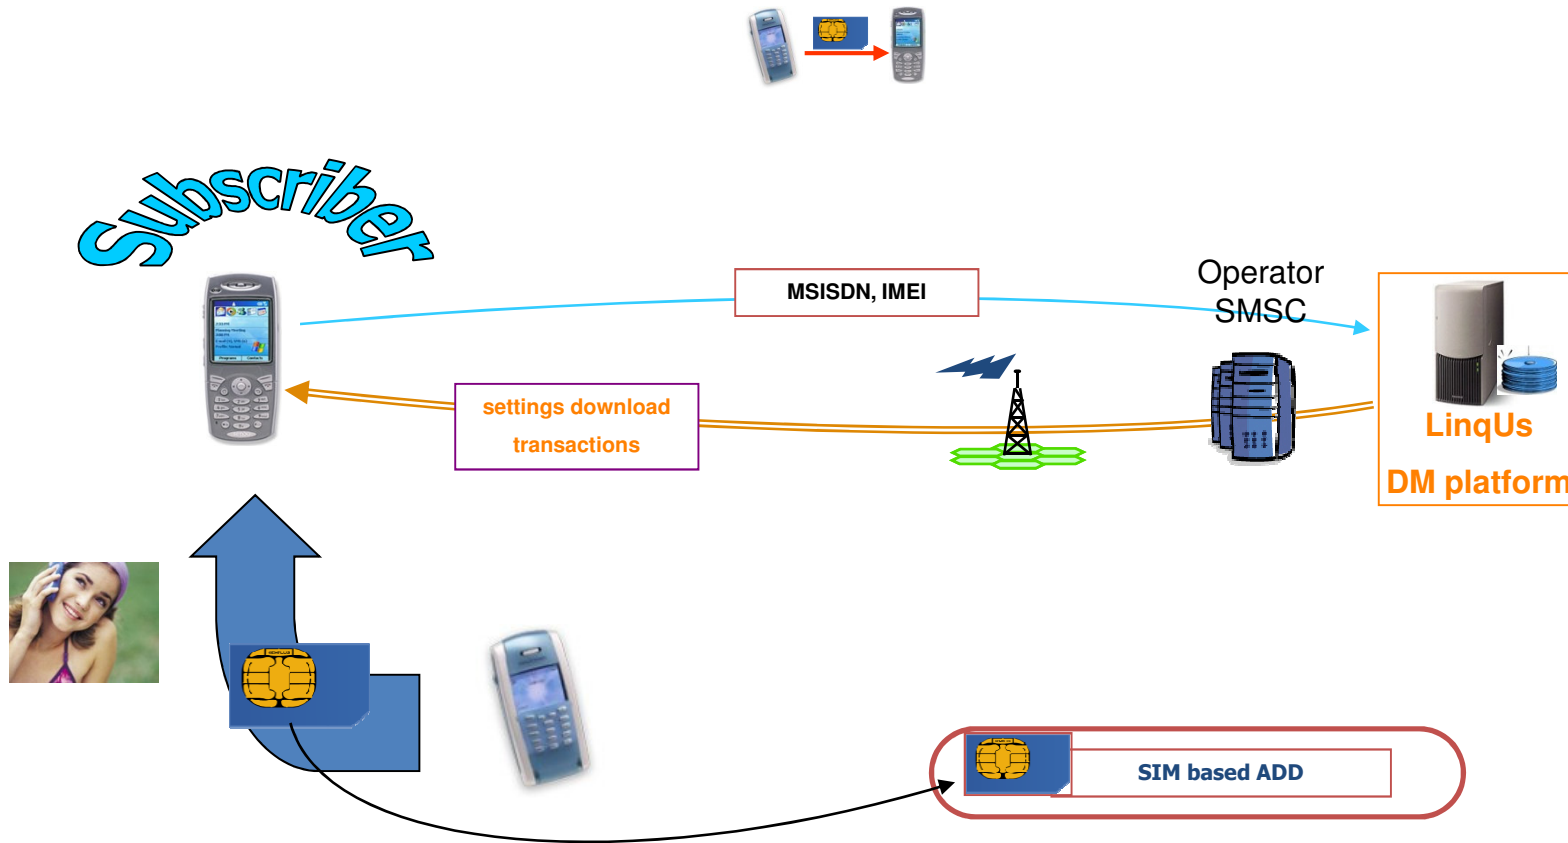 Subscriber
MSISDN, IMEI
Operator
SMSC
settings download
transactions
LinqUs
DM platform
SIM based ADD